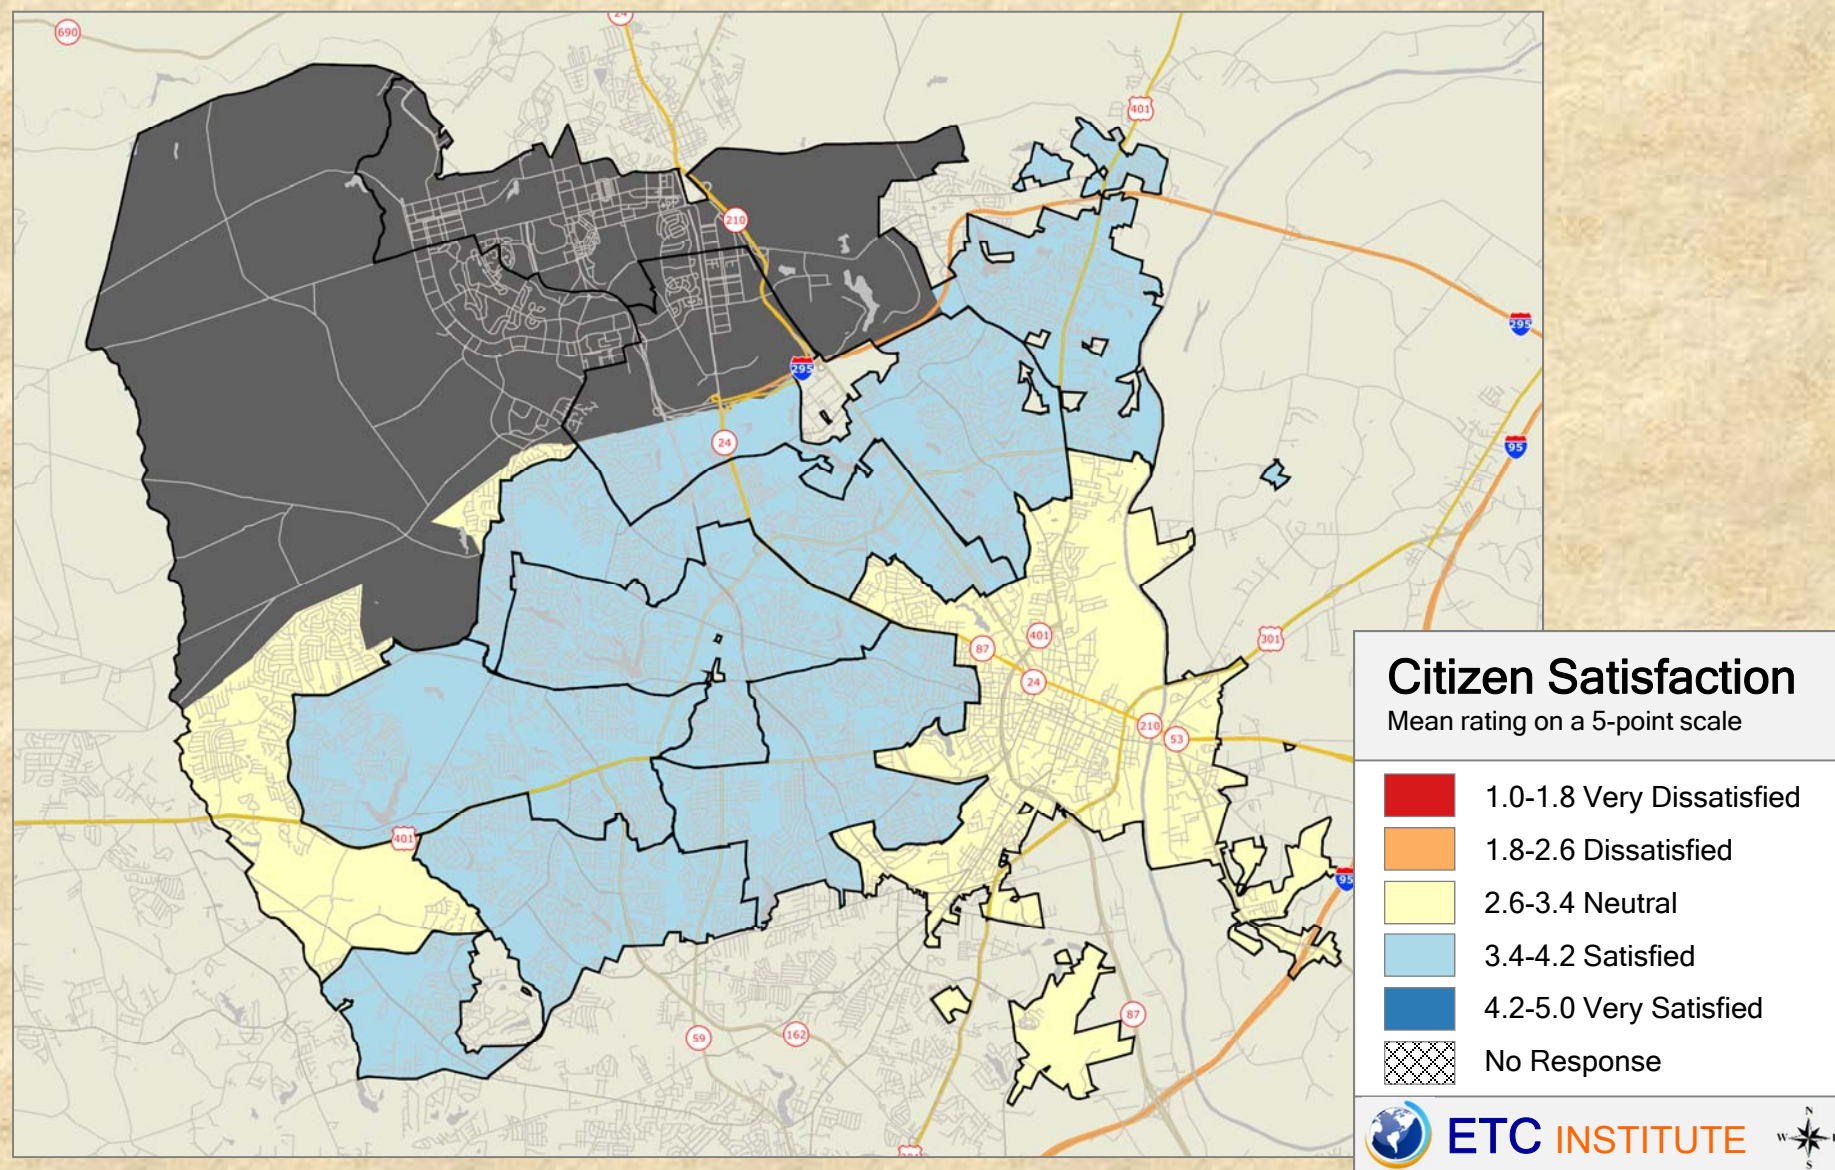 690
24
401
210
295
295
24
95
401
87
301
24
210
53
401
95
87
59
162
Citizen Satisfaction
Mean rating on a 5-point scale
1.0-1.8 Very Dissatisfied
1.8-2.6 Dissatisfied
2.6-3.4 Neutral
3.4-4.2 Satisfied
4.2-5.0 Very Satisfied
No Response
ETC INSTITUTE
N
W
S